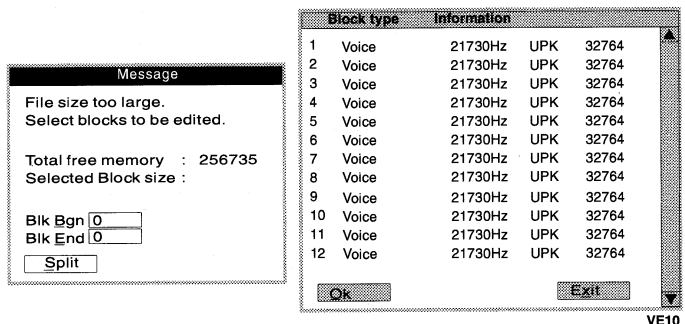 Message
File size too large.
Select blocks to be edited.
Total free memory : 256735
Selected Block size :
Blk Bgn 0
Blk End 0
Split
Block type Information
1 Voice 21730Hz UPK 32764
2 Voice 21730Hz UPK 32764
3 Voice 21730Hz UPK 32764
4 Voice 21730Hz UPK 32764
5 Voice 21730Hz UPK 32764
6 Voice 21730Hz UPK 32764
7 Voice 21730Hz UPK 32764
8 Voice 21730Hz UPK 32764
9 Voice 21730Hz UPK 32764
10 Voice 21730Hz UPK 32764
11 Voice 21730Hz UPK 32764
12 Voice 21730Hz UPK 32764
Ok Exit
VE10